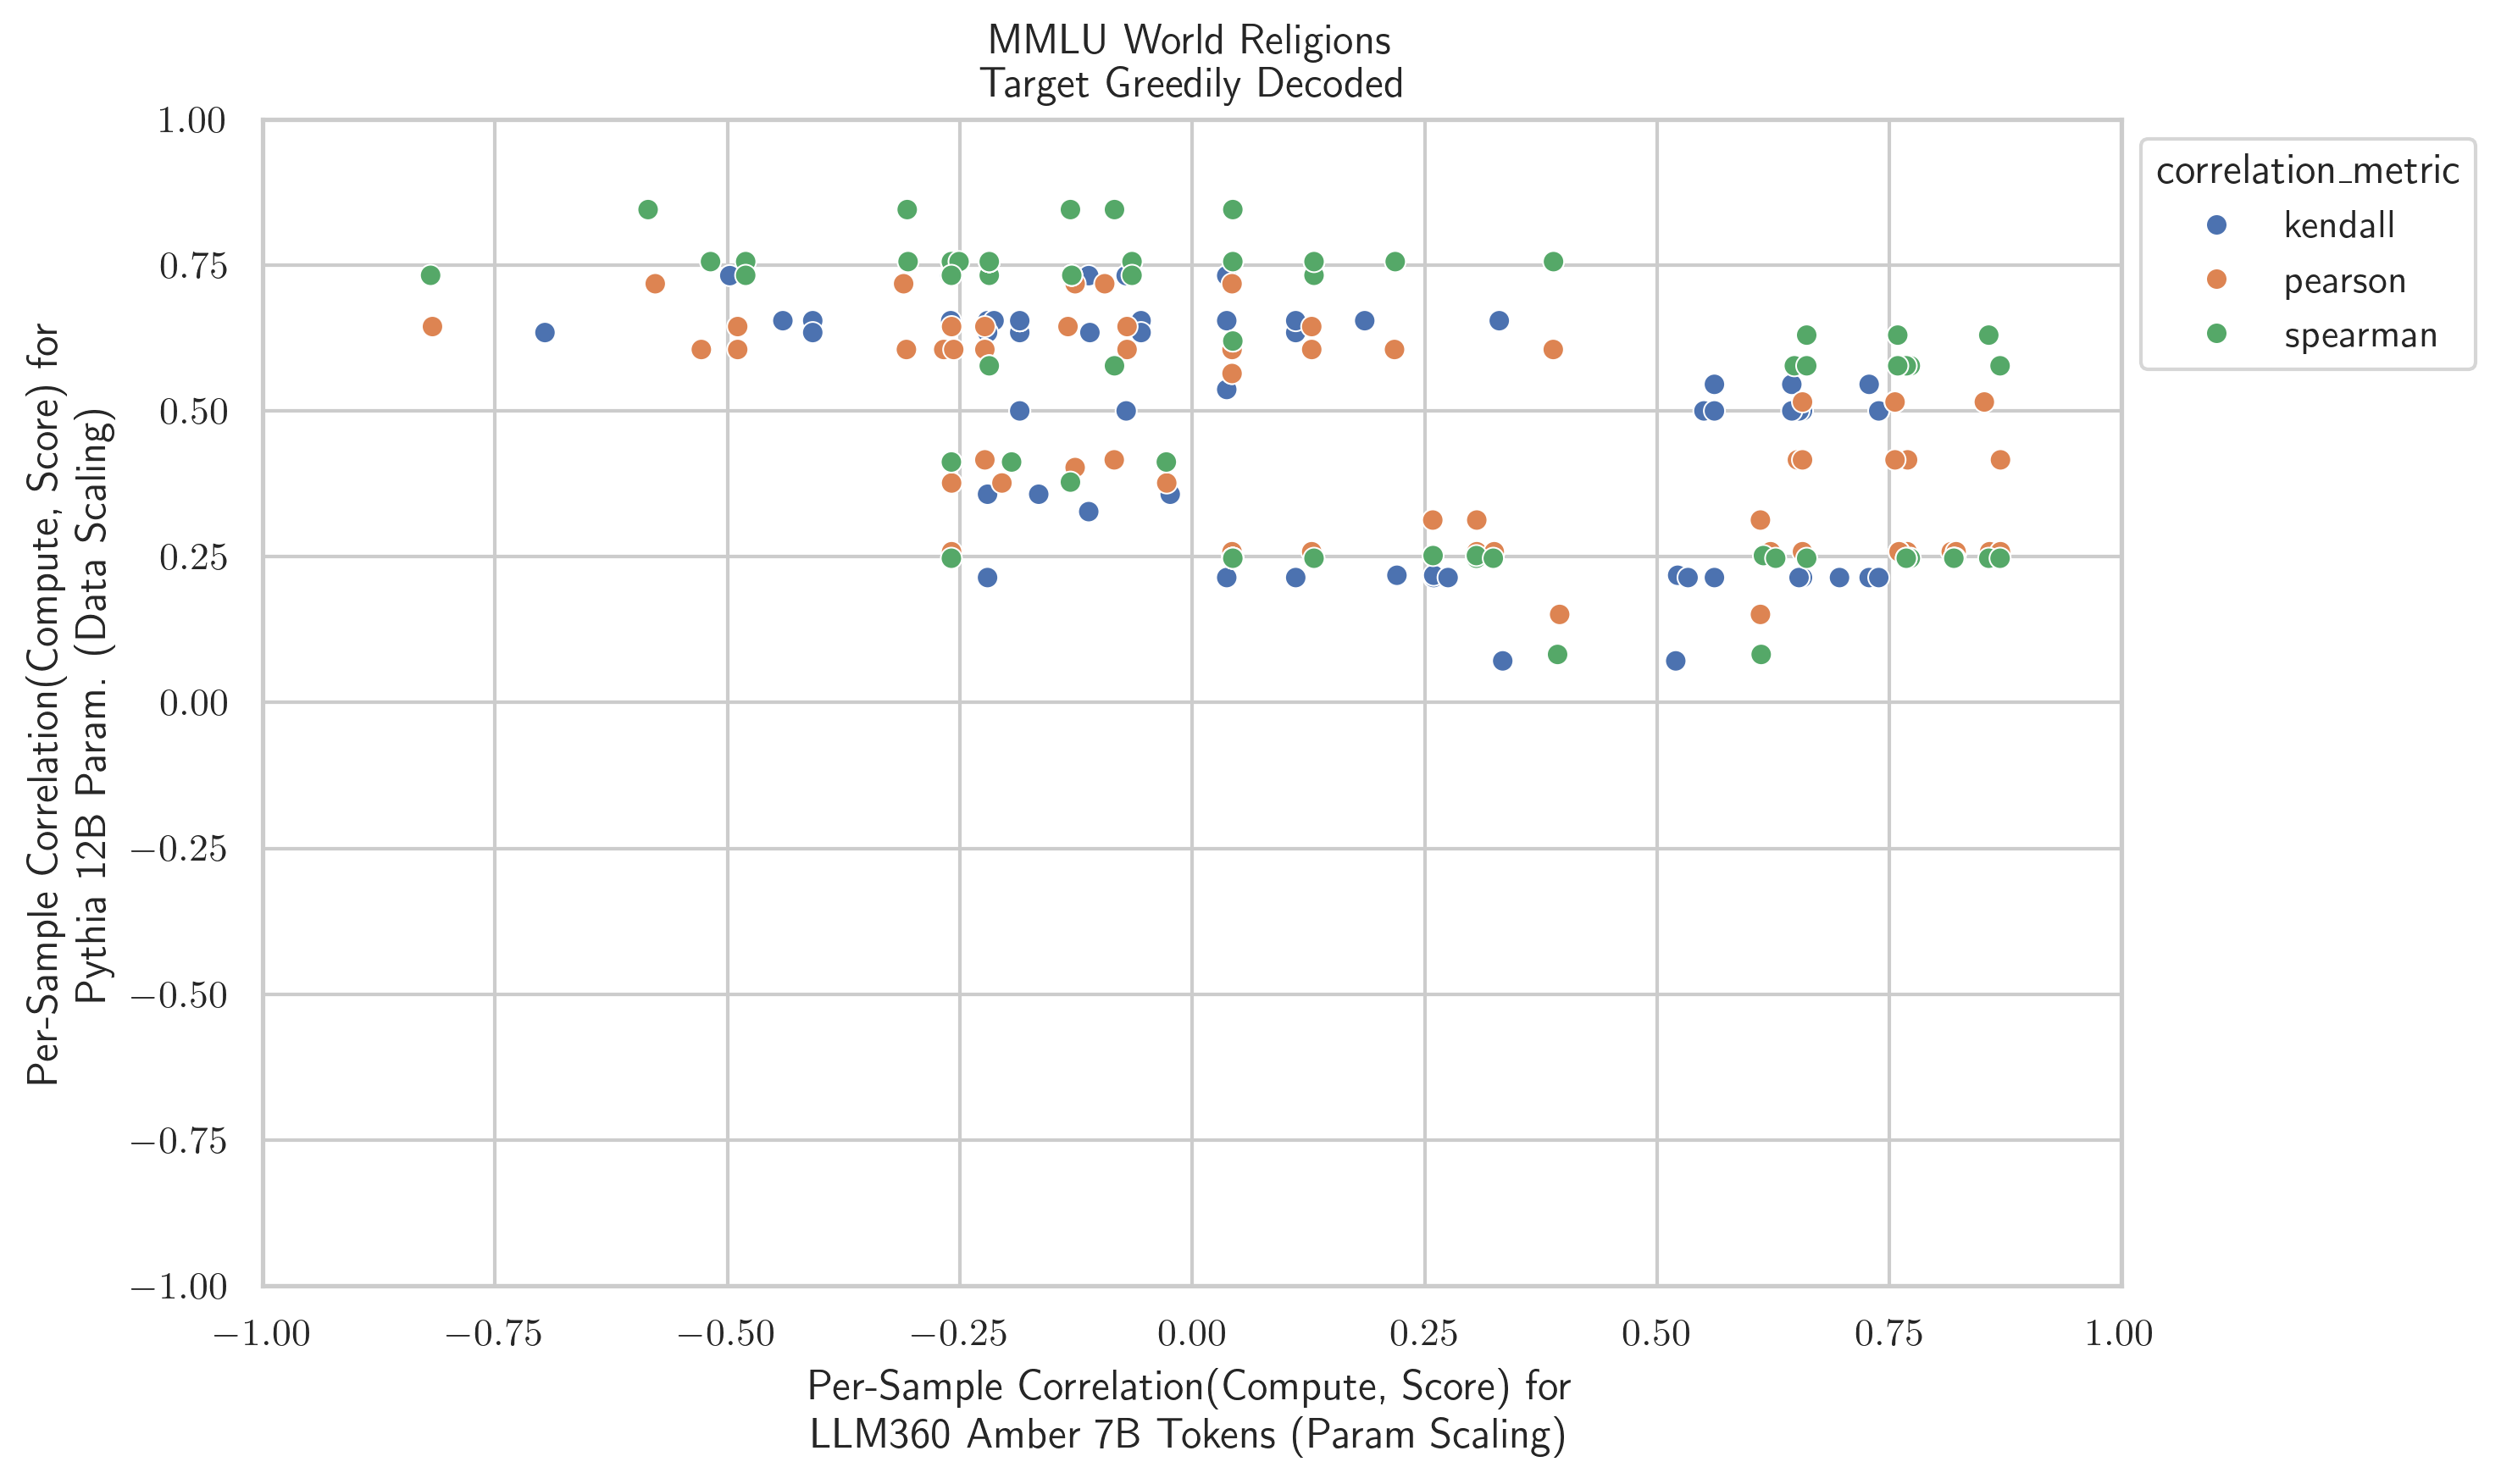 MMLU World Religions
Target Greedily Decoded
Per-Sample Correlation(Compute, Score) for
Pythia 12B Param. (Data Scaling)
1.00
0.75
0.50
0.25
0.00
−0.25
−0.50
−0.75
−1.00
−1.00 −0.75 −0.50 −0.25 0.00 0.25 0.50 0.75 1.00
Per-Sample Correlation(Compute, Score) for
LLM360 Amber 7B Tokens (Param Scaling)
correlation_metric
kendall
pearson
spearman